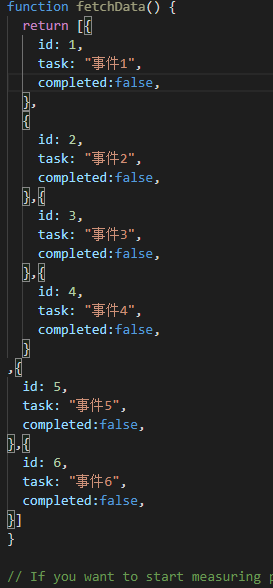 function fetchData() {
return [{
id: 1,
task: "事件1",
completed:false,
},
{
id: 2,
task: "事件2",
completed:false,
},{
id: 3,
task: "事件3",
completed:false,
},{
id: 4,
task: "事件4",
completed:false,
}
,{
id: 5,
task: "事件5",
completed:false,
},{
id: 6,
task: "事件6",
completed:false,
}]
}
// If you want to start measuring